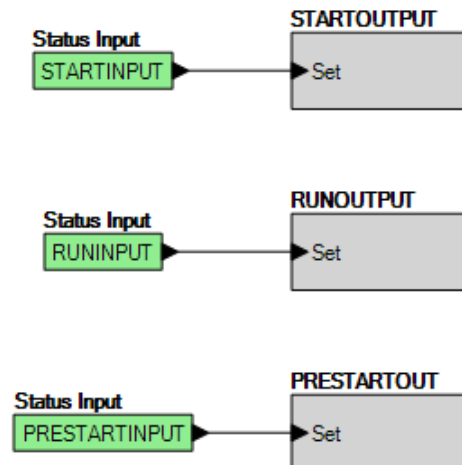 STARTOUTPUT
Status Input
STARTINPUT
Set
RUNOUTPUT
Status Input
RUNINPUT
Set
PRESTARTOUT
Status Input
PRESTARTINPUT
Set